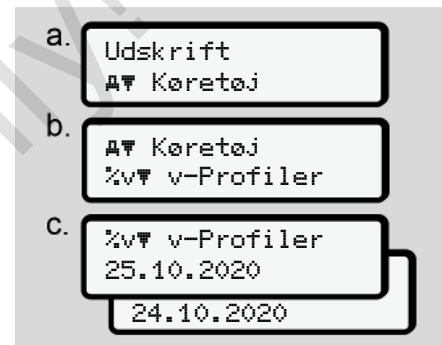 a.
Udskrift
Køretøj
b.
Køretøj
%v▼ v-Profiler
c.
%v▼ v-Profiler
25.10.2020
24.10.2020